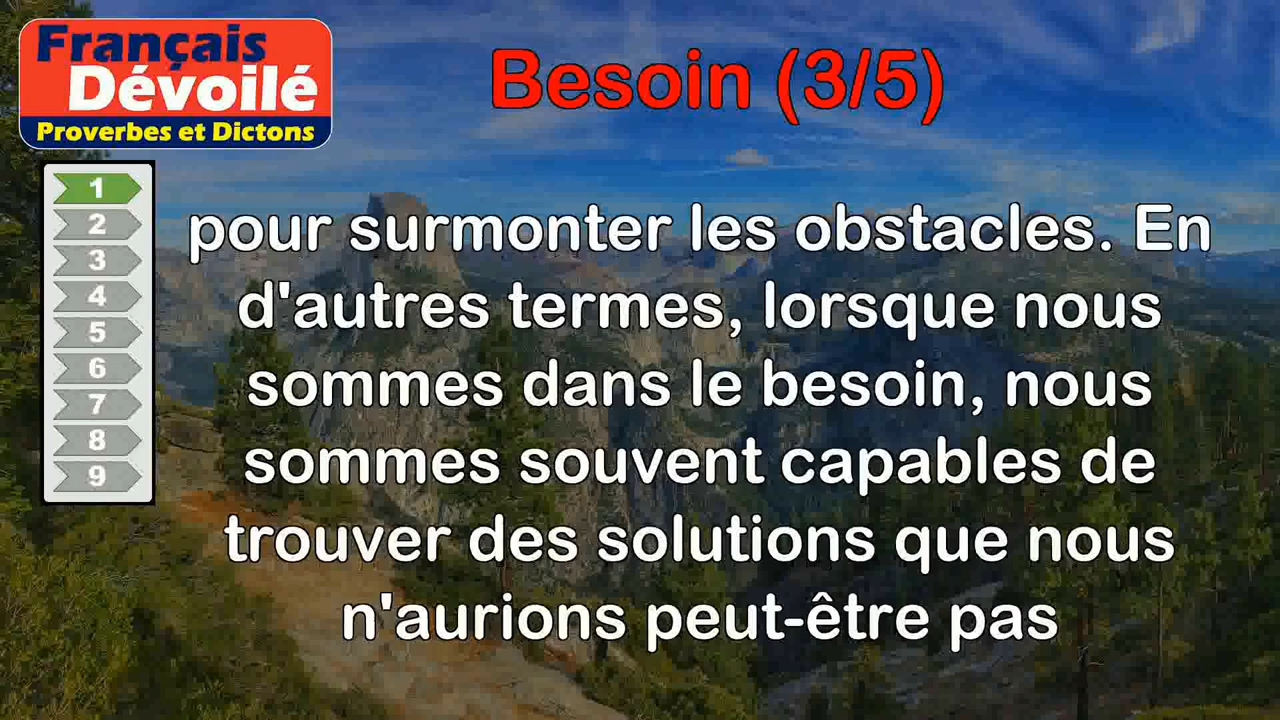 Français
Dévoilé
Proverbes et Dictons
Besoin (3/5)
1
2
3
4
5
6
7
8
9
pour surmonter les obstacles. En
d'autres termes, lorsque nous
sommes dans le besoin, nous
sommes souvent capables de
trouver des solutions que nous
n'aurions peut-être pas